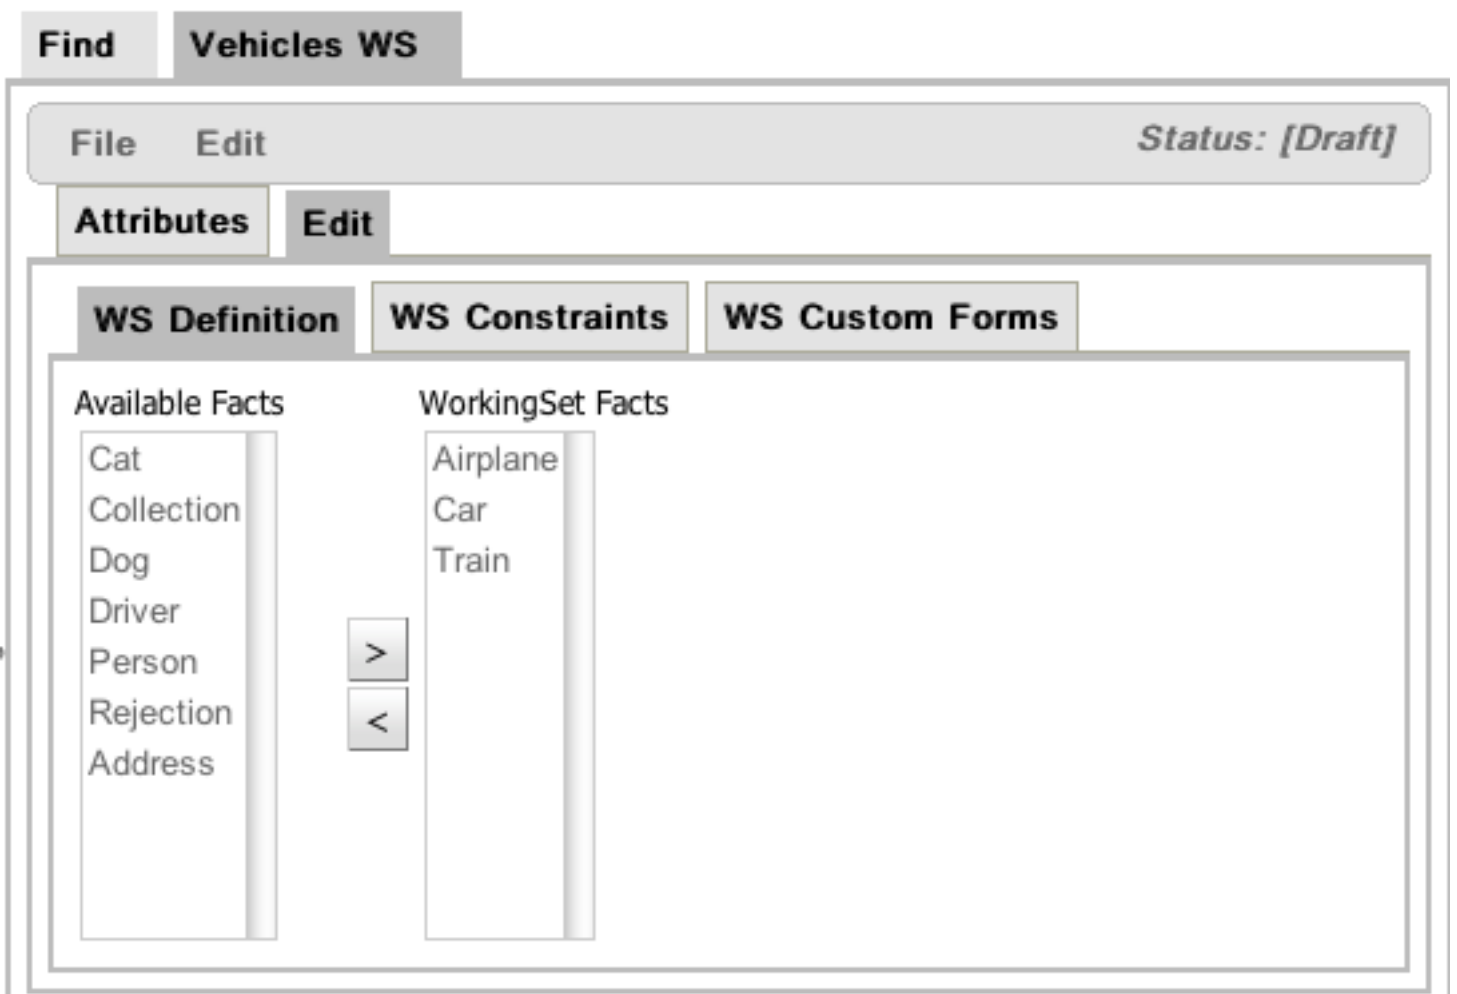 Find Vehicles WS
File Edit Status: [Draft]
Attributes Edit
WS Definition WS Constraints WS Custom Forms
Available Facts WorkingSet Facts
Cat Airplane
Collection Car
Dog Train
Driver
Person >
Rejection <
Address